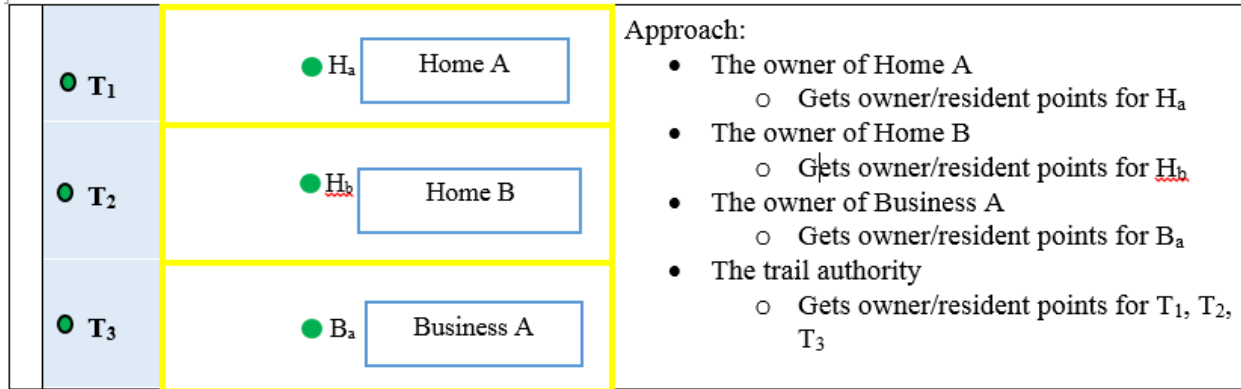 T₁
Hₐ
Home A
T₂
H_b
Home B
T₃
Bₐ
Business A
Approach:
• The owner of Home A
o Gets owner/resident points for Hₐ
• The owner of Home B
o Gets owner/resident points for H_b
• The owner of Business A
o Gets owner/resident points for Bₐ
• The trail authority
o Gets owner/resident points for T₁, T₂,
T₃